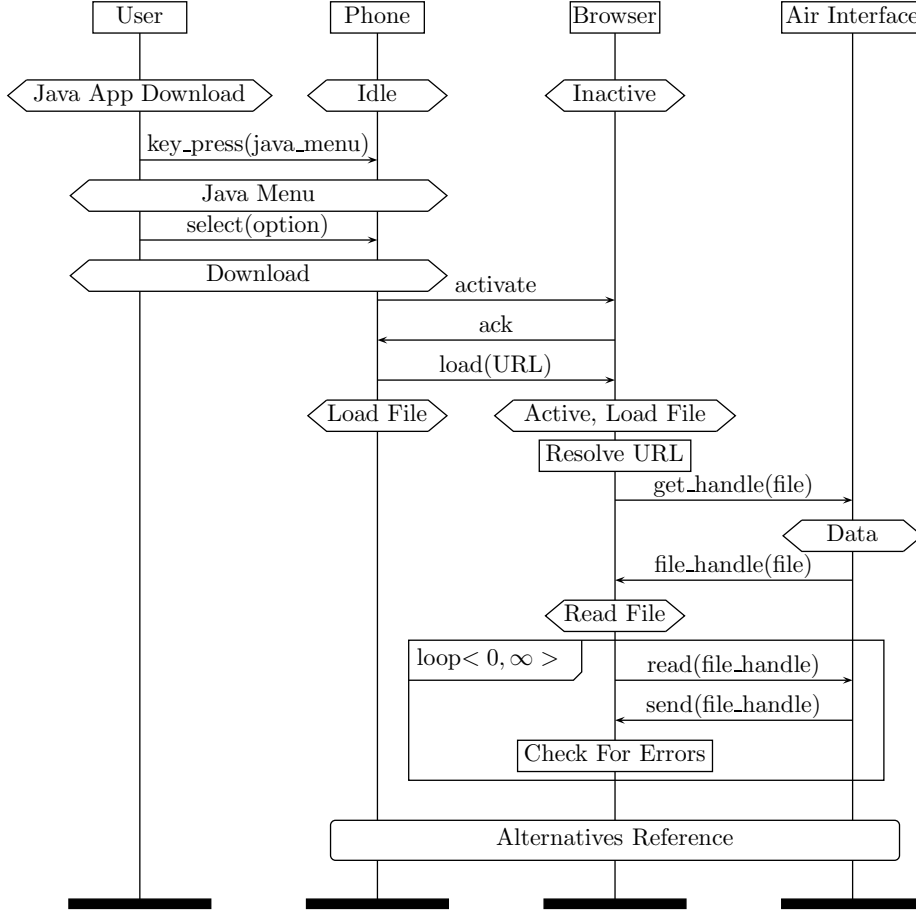 User Phone Browser Air Interface
Java App Download Idle Inactive
key_press(java_menu)
Java Menu
select(option)
Download
activate
ack
load(URL)
Load File Active, Load File
Resolve URL
get_handle(file)
Data
file_handle(file)
Read File
loop< 0, ∞ >
read(file_handle)
send(file_handle)
Check For Errors
Alternatives Reference